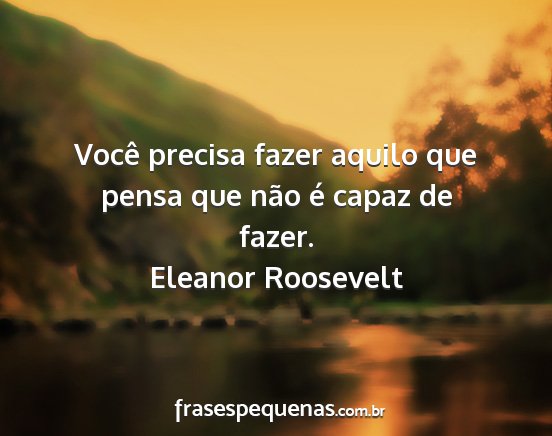 Você precisa fazer aquilo que
pensa que não é capaz de
fazer.
Eleanor Roosevelt
frasespequenas.com.br